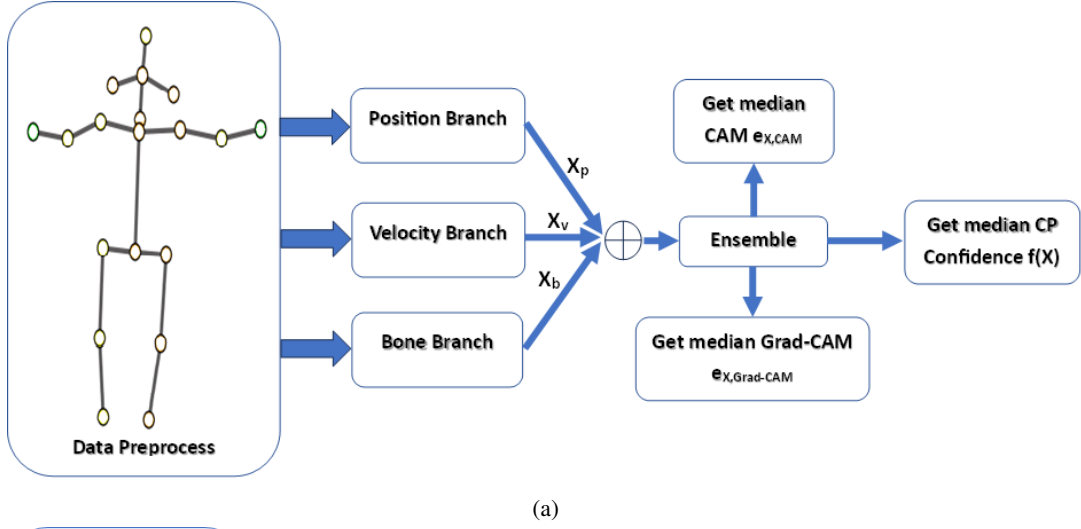 Data Preprocess
Position Branch
Velocity Branch
Bone Branch
Xp
Xv
Xb
Ensemble
Get median
CAM eX,CAM
Get median Grad-CAM
eX,Grad-CAM
Get median CP
Confidence f(X)
(a)